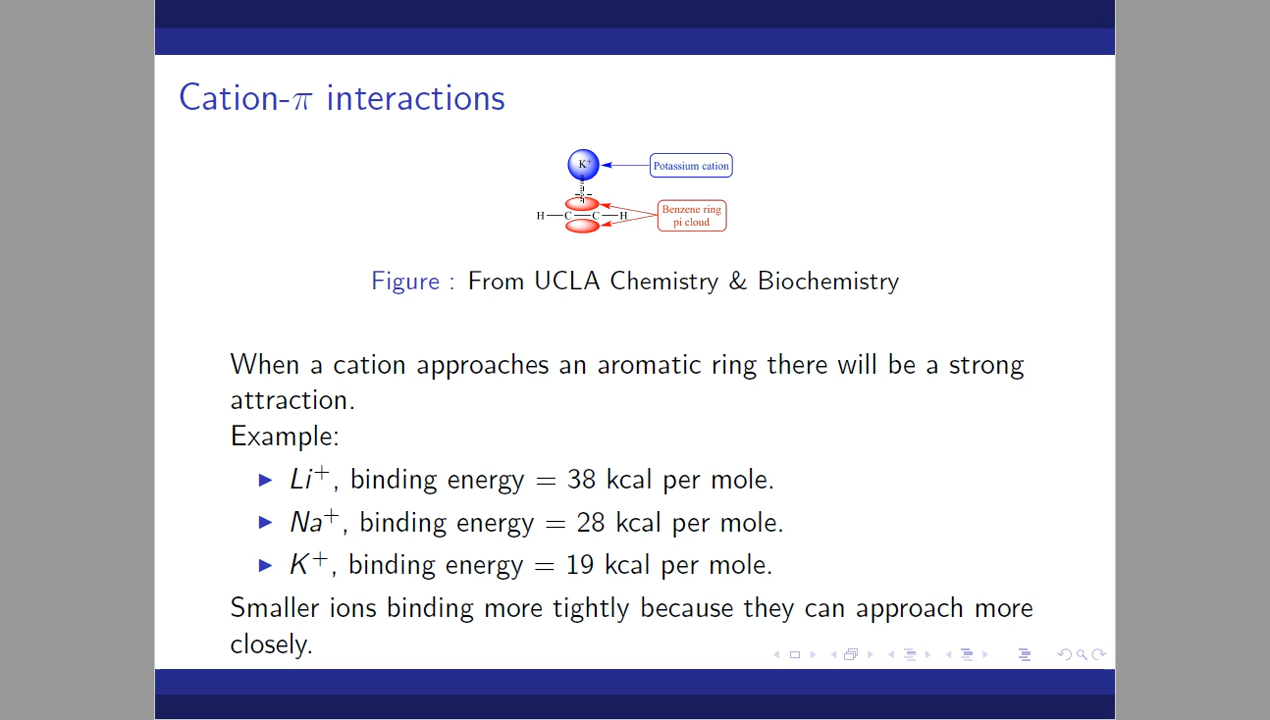 Cation-π interactions
K⁺
Potassium cation
Benzene ring
pi cloud
H—C—C—H
Figure : From UCLA Chemistry & Biochemistry
When a cation approaches an aromatic ring there will be a strong
attraction.
Example:
▶ Li⁺, binding energy = 38 kcal per mole.
▶ Na⁺, binding energy = 28 kcal per mole.
▶ K⁺, binding energy = 19 kcal per mole.
Smaller ions binding more tightly because they can approach more
closely.